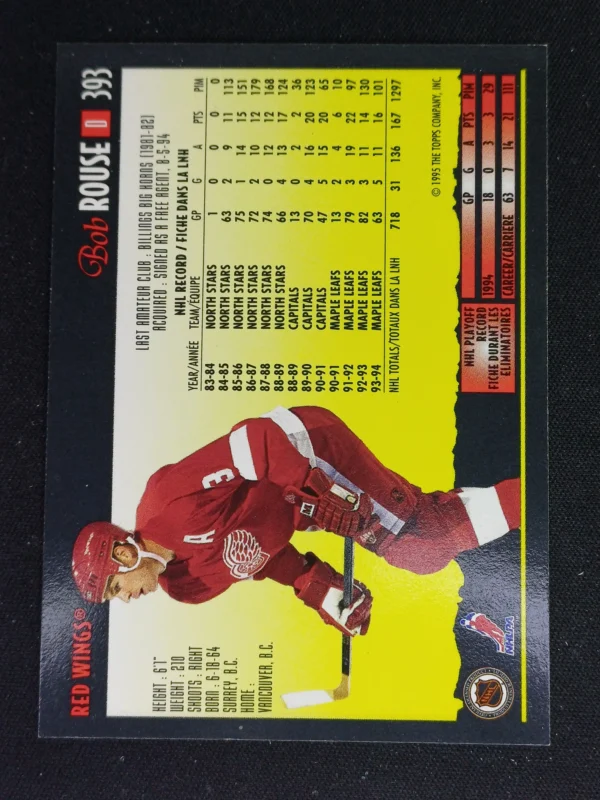 RED WINGS® Bob ROUSE D 393
HEIGHT : 6'1"
WEIGHT : 210
SHOOTS : RIGHT
BORN : 6-18-64
SURREY, B.C.
HOME :
VANCOUVER, B.C.
LAST AMATEUR CLUB : BILLINGS BIG HORNS (1981-82)
ACQUIRED : SIGNED AS A FREE AGENT, 8-5-94
NHL RECORD / FICHE DANS LA LNH
YEAR/ANNÉE TEAM/ÉQUIPE GP G A PTS PIM
83-84 NORTH STARS 1 0 0 0 0
84-85 NORTH STARS 63 2 9 11 113
85-86 NORTH STARS 75 1 14 15 151
86-87 NORTH STARS 72 2 10 12 179
87-88 NORTH STARS 74 0 12 12 168
88-89 NORTH STARS 66 4 13 17 124
88-89 CAPITALS 13 0 2 2 36
89-90 CAPITALS 70 4 16 20 123
90-91 CAPITALS 47 5 15 20 65
90-91 MAPLE LEAFS 13 2 4 6 10
91-92 MAPLE LEAFS 79 3 19 22 97
92-93 MAPLE LEAFS 82 3 11 14 130
93-94 MAPLE LEAFS 63 5 11 16 101
NHL TOTALS/TOTAUX DANS LA LNH 718 31 136 167 1297
© 1995 THE TOPPS COMPANY, INC.
NHL PLAYOFF
RECORD
FICHE DURANT LES
ELIMINATOIRES
GP G A PTS PIM
1994 18 0 3 3 29
CAREER/CARRIÈRE 63 7 14 21 111
A
3
NHL
NHLPA